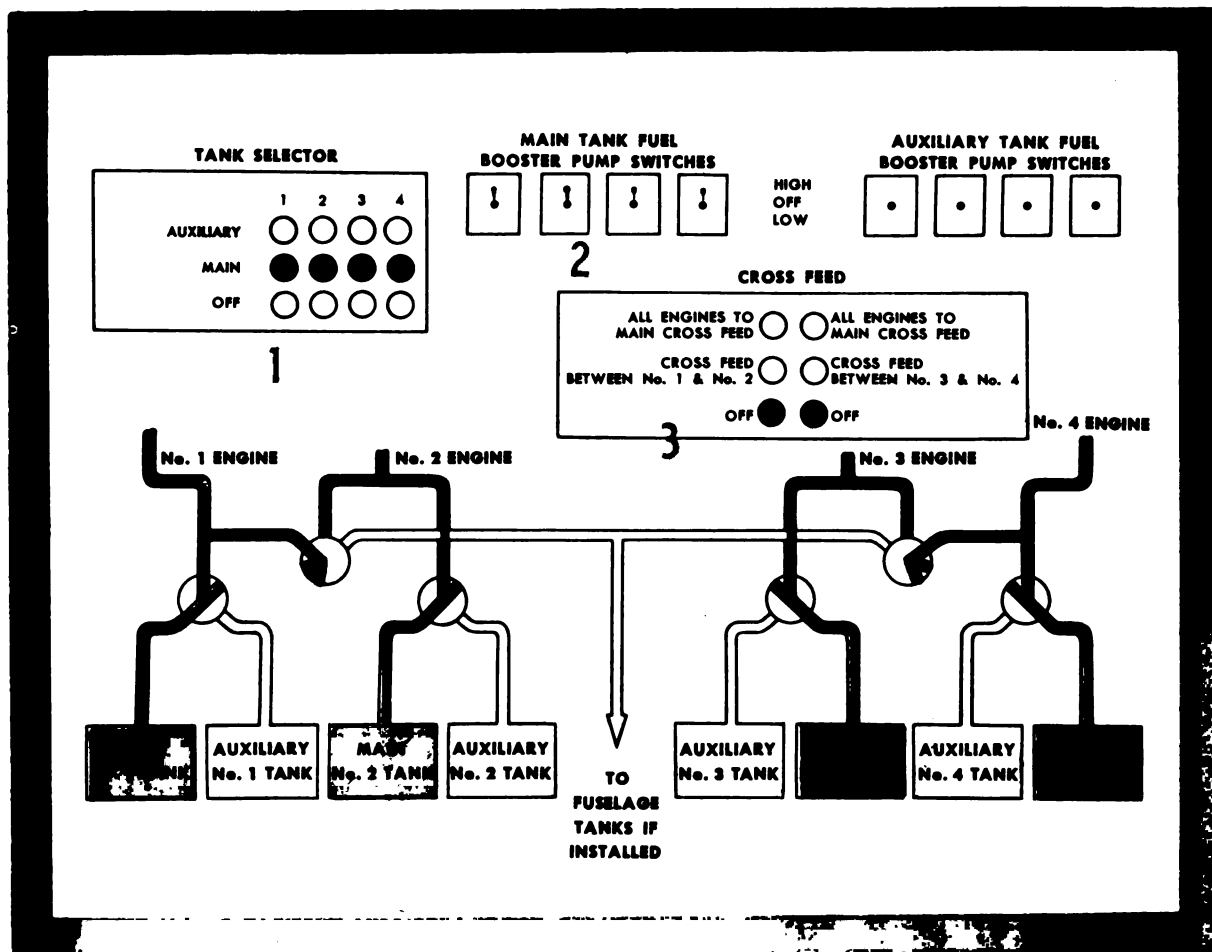 TANK SELECTOR
1 2 3 4
AUXILIARY
MAIN
OFF
1
MAIN TANK FUEL
BOOSTER PUMP SWITCHES
2
HIGH
OFF
LOW
AUXILIARY TANK FUEL
BOOSTER PUMP SWITCHES
CROSS FEED
ALL ENGINES TO
MAIN CROSS FEED
ALL ENGINES TO
MAIN CROSS FEED
CROSS FEED
BETWEEN No. 1 & No. 2
CROSS FEED
BETWEEN No. 3 & No. 4
OFF
OFF
3
No. 1 ENGINE
No. 2 ENGINE
No. 3 ENGINE
No. 4 ENGINE
AUXILIARY
No. 1 TANK
MAIN
No. 2 TANK
AUXILIARY
No. 2 TANK
TO
FUSELAGE
TANKS IF
INSTALLED
AUXILIARY
No. 3 TANK
AUXILIARY
No. 4 TANK